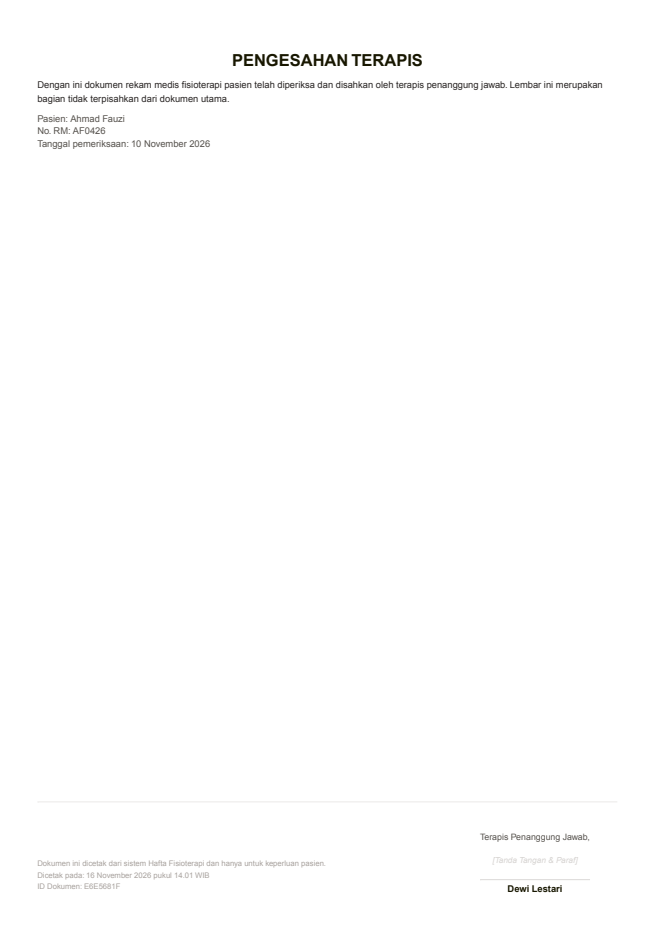 PENGESAHAN TERAPIS
Dengan ini dokumen rekam medis fisioterapi pasien telah diperiksa dan disahkan oleh terapis penanggung jawab. Lembar ini merupakan
bagian tidak terpisahkan dari dokumen utama.
Pasien: Ahmad Fauzi
No. RM: AF0426
Tanggal pemeriksaan: 10 November 2026
Terapis Penanggung Jawab,
[Tanda Tangan & Paraf]
Dewi Lestari
Dokumen ini dicetak dari sistem Hafta Fisioterapi dan hanya untuk keperluan pasien.
Dicetak pada: 16 November 2026 pukul 14.01 WIB
ID Dokumen: E6E5681F